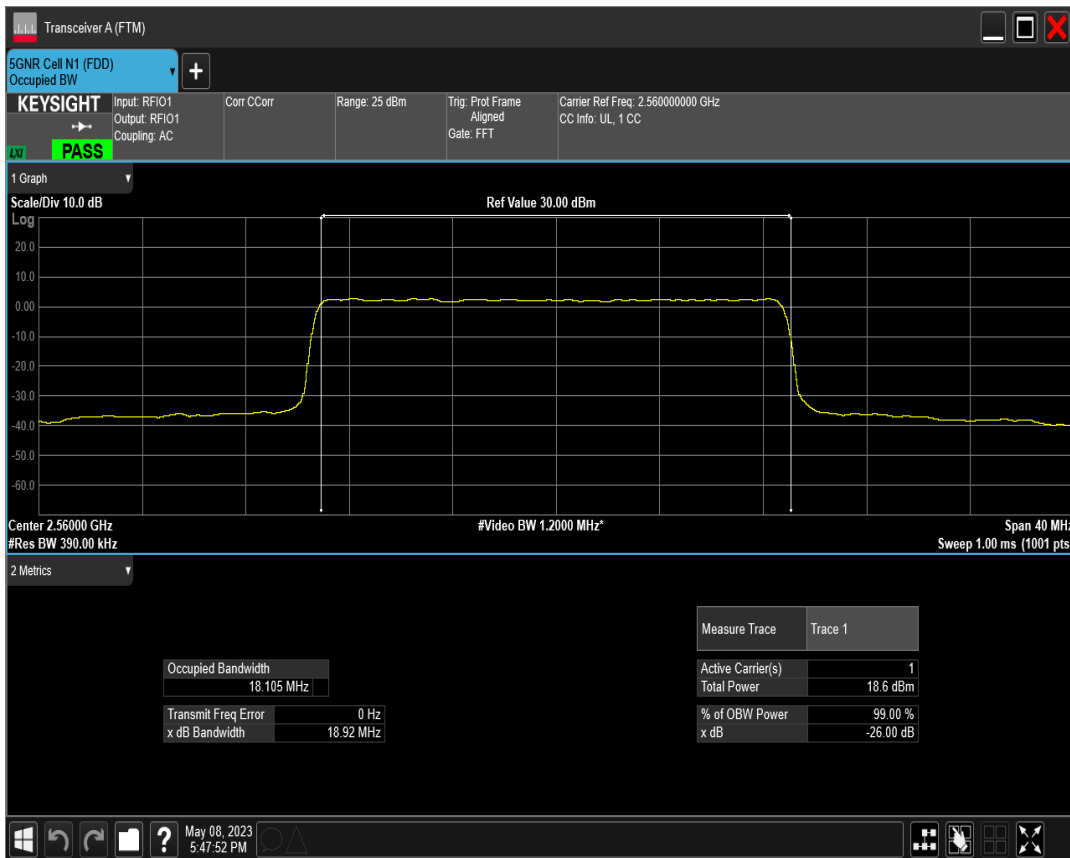 Transceiver A (FTM)
5GNR Cell N1 (FDD)
Occupied BW
+
KEYSIGHT
LXI
PASS
Input: RFIO1
Output: RFIO1
Coupling: AC
Corr CCorr
Range: 25 dBm
Trig: Prot Frame
Aligned
Gate: FFT
Carrier Ref Freq: 2.560000000 GHz
CC Info: UL, 1 CC
1 Graph
Scale/Div 10.0 dB
Ref Value 30.00 dBm
Log
20.0
10.0
0.00
-10.0
-20.0
-30.0
-40.0
-50.0
-60.0
Center 2.56000 GHz
#Video BW 1.2000 MHz*
Span 40 MHz
#Res BW 390.00 kHz
Sweep 1.00 ms (1001 pts
2 Metrics
Measure Trace Trace 1
Occupied Bandwidth
18.105 MHz
Active Carrier(s) 1
Total Power 18.6 dBm
Transmit Freq Error 0 Hz
x dB Bandwidth 18.92 MHz
% of OBW Power 99.00 %
x dB -26.00 dB
?
May 08, 2023
5:47:52 PM